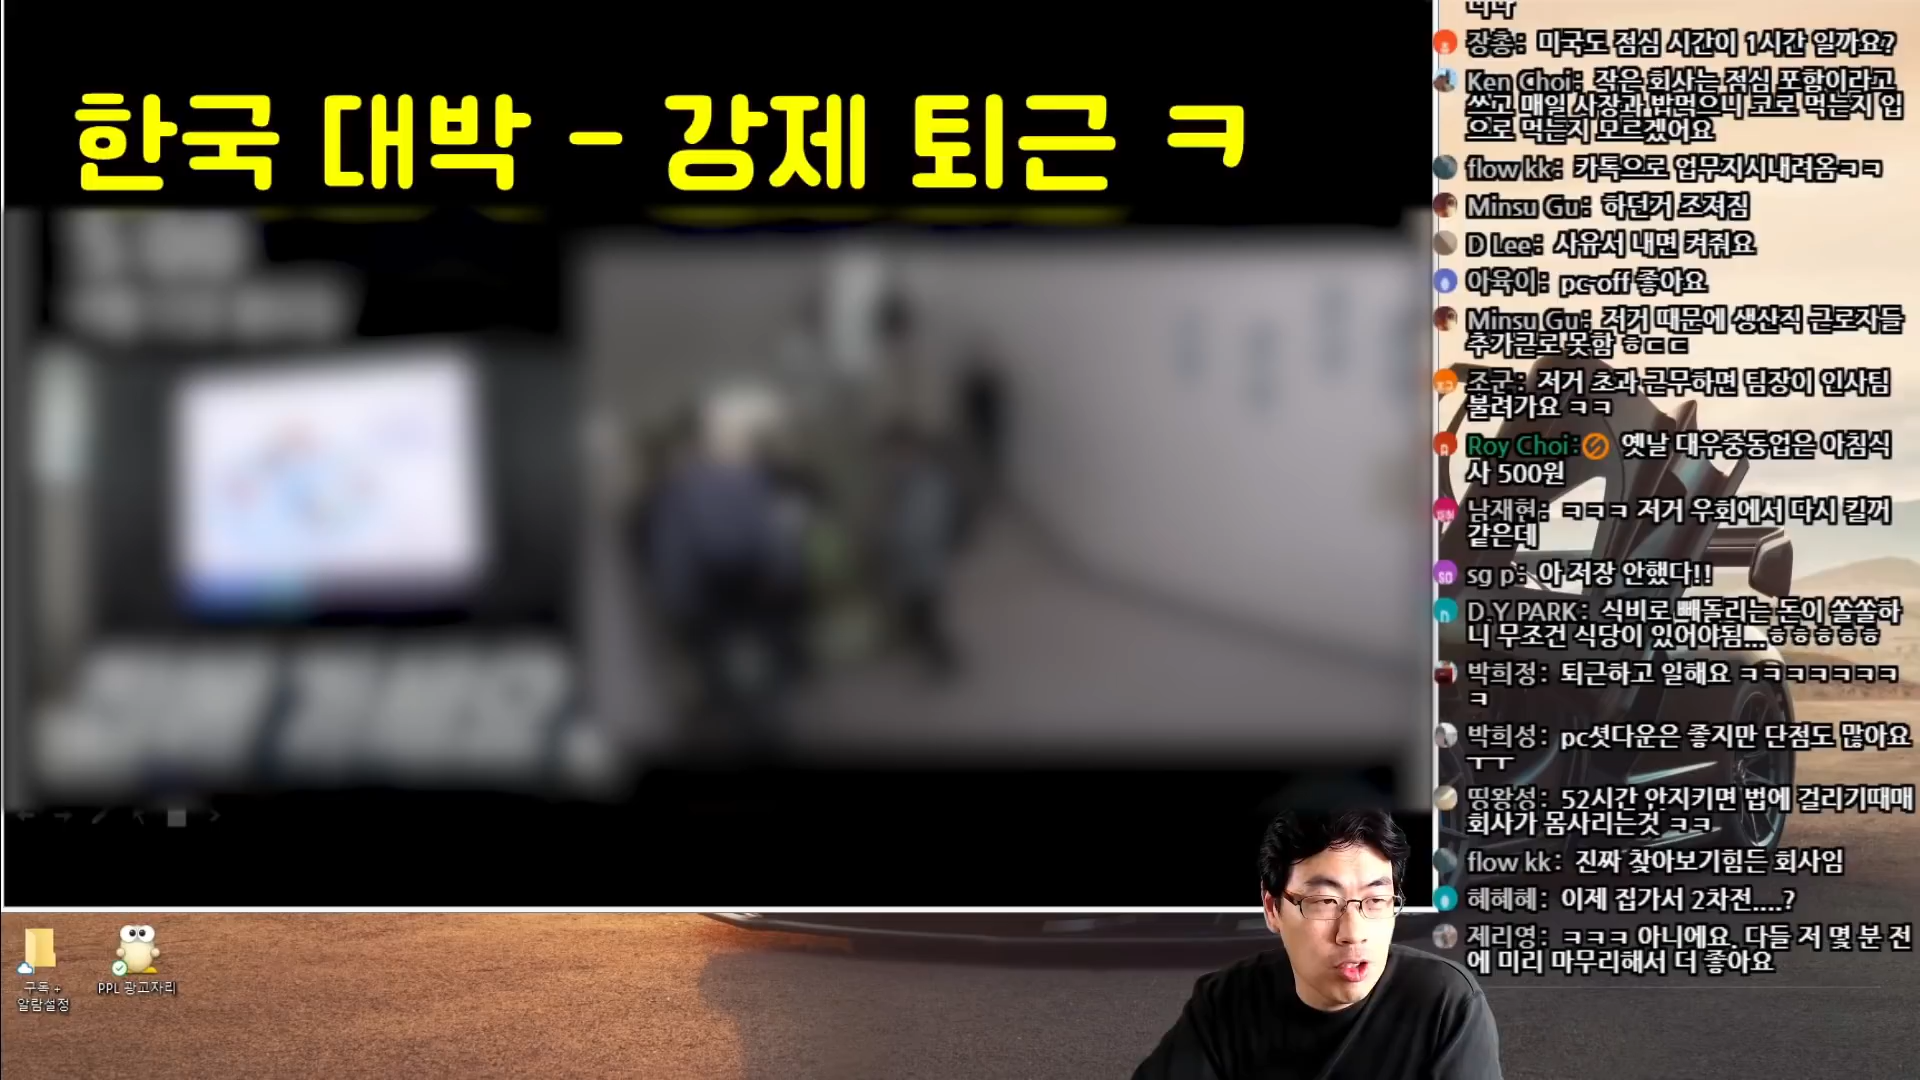 한국 대박 - 강제 퇴근 ㅋ
장총: 미국도 점심 시간이 1시간 일까요?
Ken Choi: 작은 회사는 점심 포함이라고
쓰고 매일 사장과 밥먹으니 코로 먹는지 입
으로 먹는지 모르겠어요
flow kk: 카톡으로 업무지시내려옴ㅋㅋ
Minsu Gu: 하던거 조져짐
D Lee: 사유서 내면 켜줘요
아육이: pc-off 좋아요
Minsu Gu: 저거 때문에 생산직 근로자들
추가근로 못함 ㅎㄷㄷ
조군: 저거 초과 근무하면 팀장이 인사팀
불려가요 ㅋㅋ
Roy Choi: 옛날 대우중동업은 아침식
사 500원
남재현: ㅋㅋㅋ 저거 우회에서 다시 킬꺼
같은데
sg p: 아 저장 안했다!!
D.Y PARK: 식비로 빼돌리는 돈이 쏠쏠하
니 무조건 식당이 있어야됨...ㅎㅎㅎㅎㅎ
박희정: 퇴근하고 일해요 ㅋㅋㅋㅋㅋㅋㅋ
ㅋ
박희성: pc셧다운은 좋지만 단점도 많아요
ㅜㅜ
띵왕성: 52시간 안지키면 법에 걸리기때매
회사가 몸사리는것 ㅋㅋ
flow kk: 진짜 찾아보기힘든 회사임
혜혜혜: 이제 집가서 2차전....?
제리영: ㅋㅋㅋ 아니에요. 다들 저 몇 분 전
에 미리 마무리해서 더 좋아요
구독 +
알람설정
PPL 광고자리